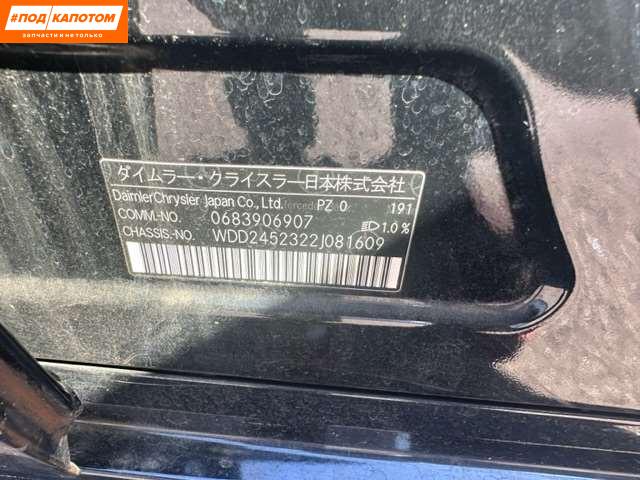 #ПОД КАПОТОМ
запчасти и не только
ダイムラー・クライスラー日本株式会社
DaimlerChrysler Japan Co., Ltd. PZ 0 191
COMM.-NO. 0683906907 1.0 %
CHASSIS.-NO. WDD2452322J081609